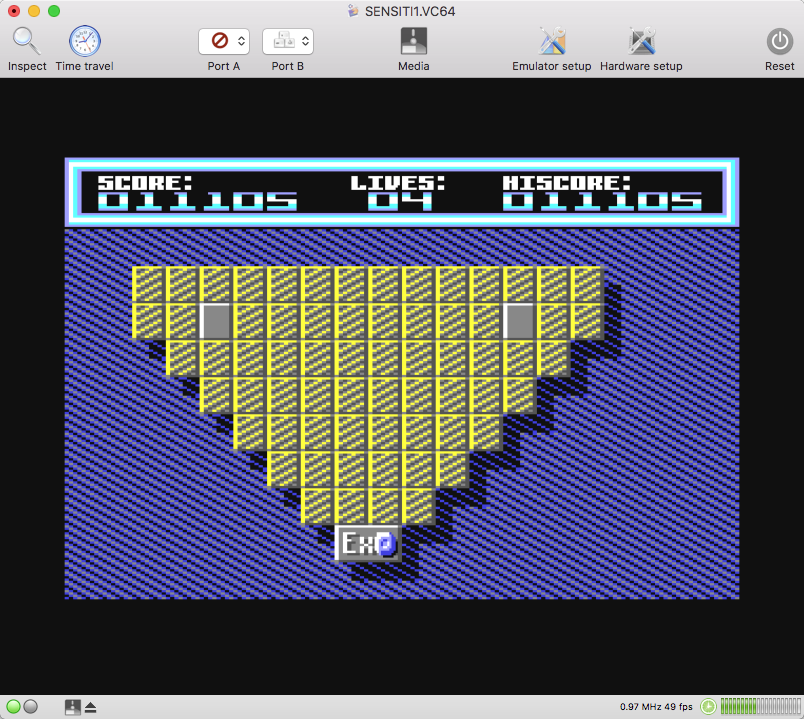 SENSITI1.VC64
Inspect Time travel Port A Port B Media Emulator setup Hardware setup Reset
SCORE: LIVES: HISCORE:
011105 04 011105
0.97 MHz 49 fps